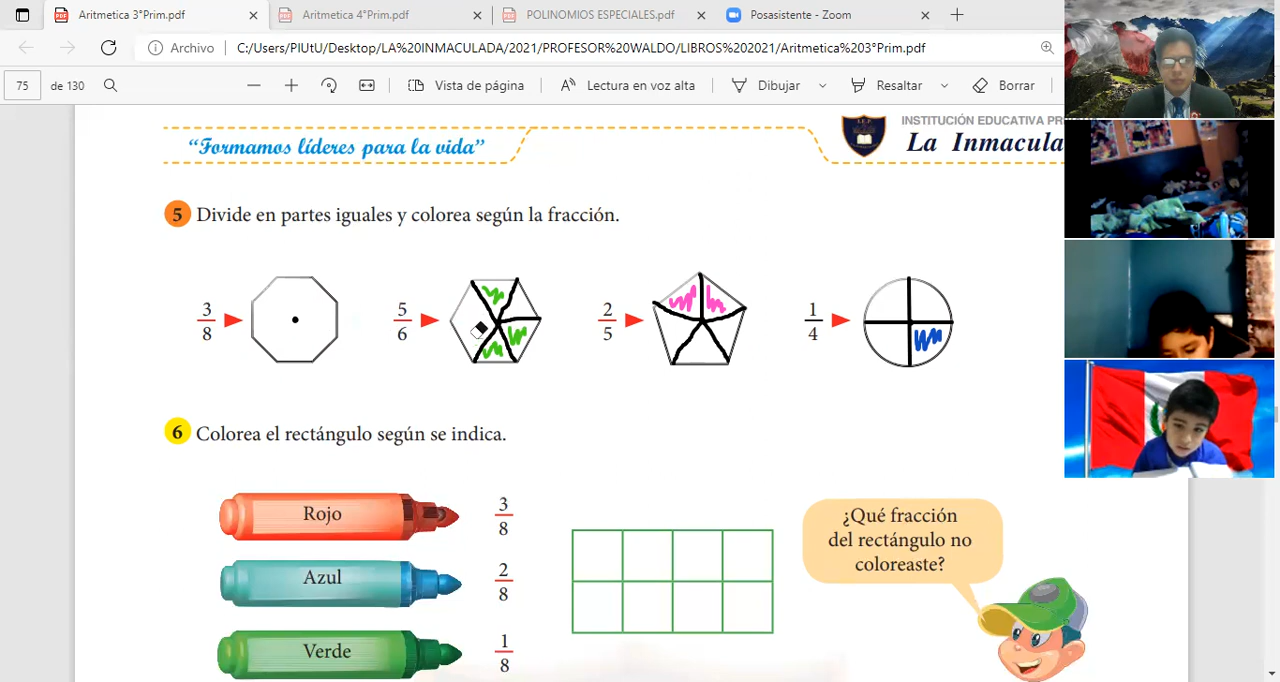 Aritmetica 3°Prim.pdf
Aritmetica 4°Prim.pdf
POLINOMIOS ESPECIALES.pdf
Posasistente - Zoom
Archivo
C:/Users/PIUtU/Desktop/LA%20INMACULADA/2021/PROFESOR%20WALDO/LIBROS%202021/Aritmetica%203°Prim.pdf
75 de 130
Vista de página
Lectura en voz alta
Dibujar
Resaltar
Borrar
“Formamos líderes para la vida”
INSTITUCIÓN EDUCATIVA PR
La Inmacula
5 Divide en partes iguales y colorea según la fracción.
3/8
5/6
2/5
1/4
6 Colorea el rectángulo según se indica.
Rojo 3/8
Azul 2/8
Verde 1/8
¿Qué fracción
del rectángulo no
coloreaste?